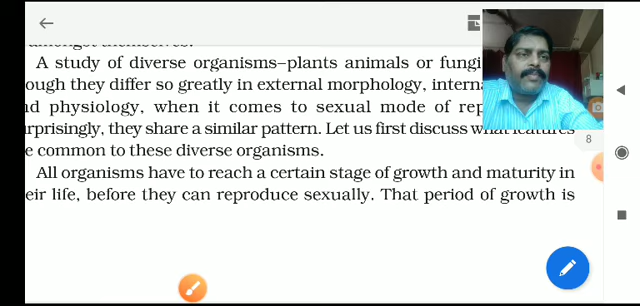 A study of diverse organisms–plants animals or fungi
ough they differ so greatly in external morphology,
d physiology, when it comes to sexual mode of
rprisingly, they share a similar pattern. Let us first discuss what features
e common to these diverse organisms.
All organisms have to reach a certain stage of growth and maturity in
eir life, before they can reproduce sexually. That period of growth is
8